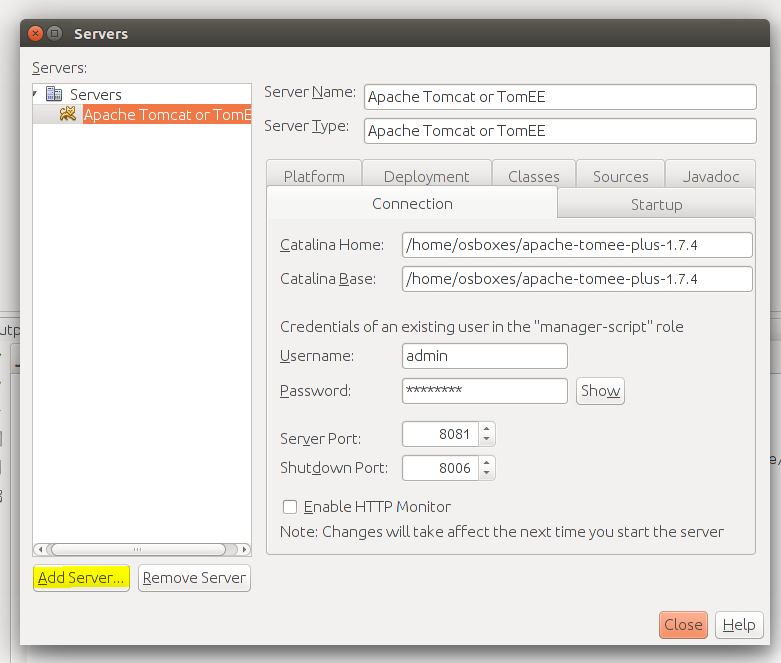 Servers
Servers:
Servers
Apache Tomcat or TomE
Server Name: Apache Tomcat or TomEE
Server Type: Apache Tomcat or TomEE
Platform Deployment Classes Sources Javadoc
Connection Startup
Catalina Home: /home/osboxes/apache-tomee-plus-1.7.4
Catalina Base: /home/osboxes/apache-tomee-plus-1.7.4
Credentials of an existing user in the "manager-script" role
Username: admin
Password: ******** Show
Server Port: 8081
Shutdown Port: 8006
Enable HTTP Monitor
Note: Changes will take affect the next time you start the server
Add Server... Remove Server
Close Help